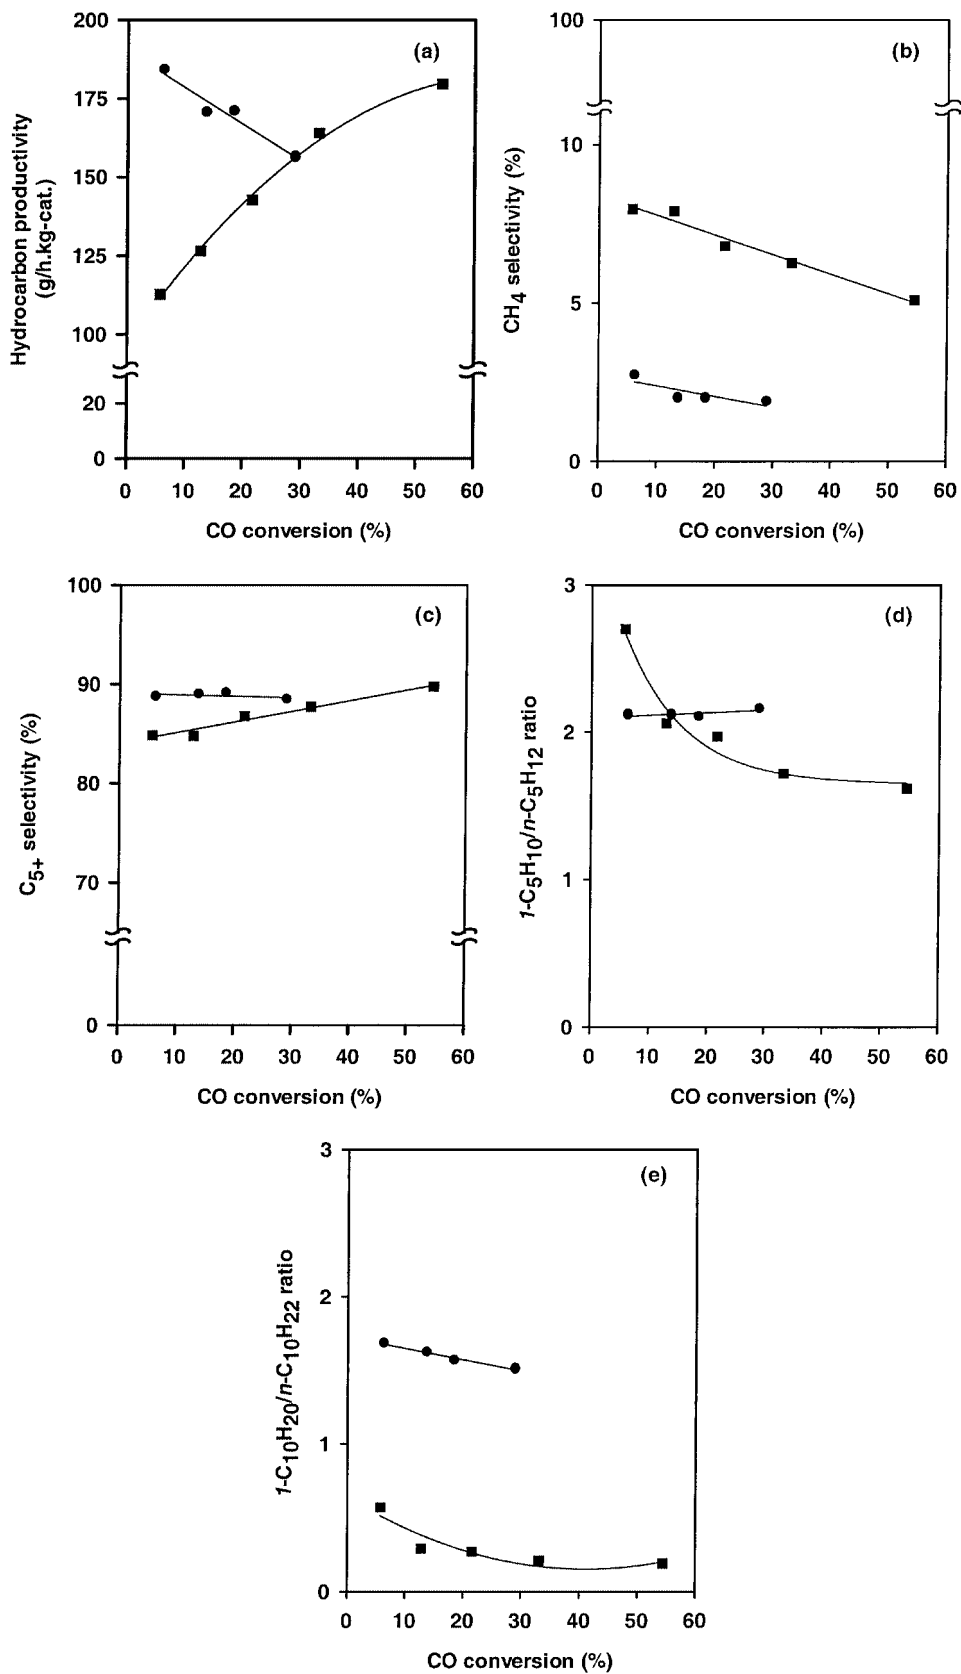 (a)
Hydrocarbon productivity
(g/h.kg-cat.)
200
175
150
125
100
20
0
0 10 20 30 40 50 60
CO conversion (%)
(b)
CH4 selectivity (%)
100
10
5
0
0 10 20 30 40 50 60
CO conversion (%)
(c)
C5+ selectivity (%)
100
90
80
70
0
0 10 20 30 40 50 60
CO conversion (%)
(d)
1-C5H10/n-C5H12 ratio
3
2
1
0
0 10 20 30 40 50 60
CO conversion (%)
(e)
1-C10H20/n-C10H22 ratio
3
2
1
0
0 10 20 30 40 50 60
CO conversion (%)